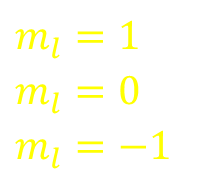 $m_l = 1$
$m_l = 0$
$m_l = -1$